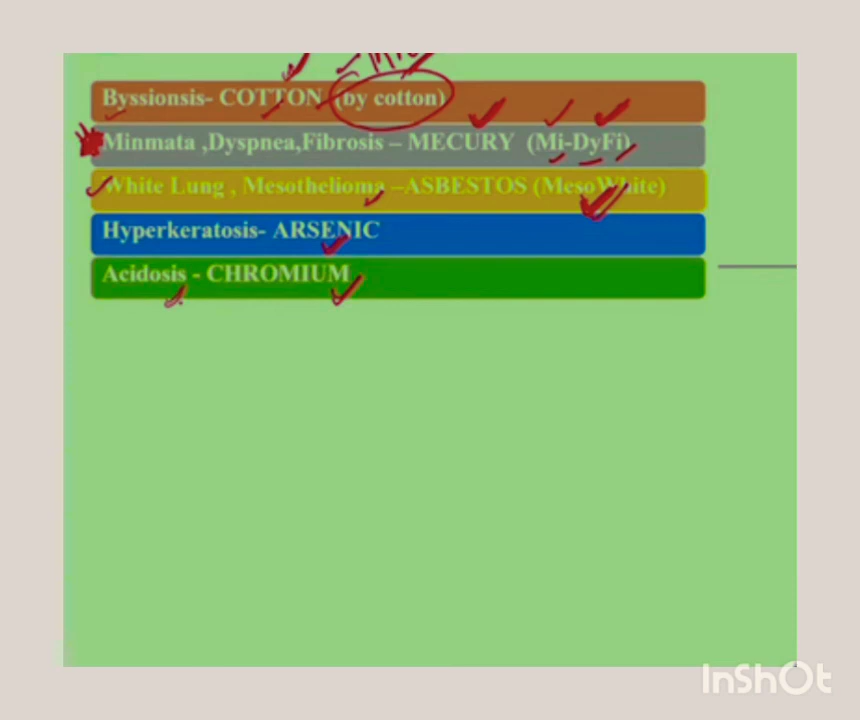 Byssionsis- COTTON (by cotton)
Minmata ,Dyspnea,Fibrosis – MECURY (Mi-DyFi)
White Lung , Mesothelioma –ASBESTOS (MesoWhite)
Hyperkeratosis- ARSENIC
Acidosis - CHROMIUM
InShOt